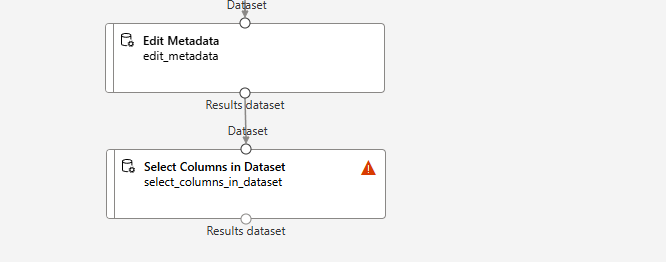 Dataset
Edit Metadata
edit_metadata
Results dataset
Dataset
Select Columns in Dataset
select_columns_in_dataset
Results dataset